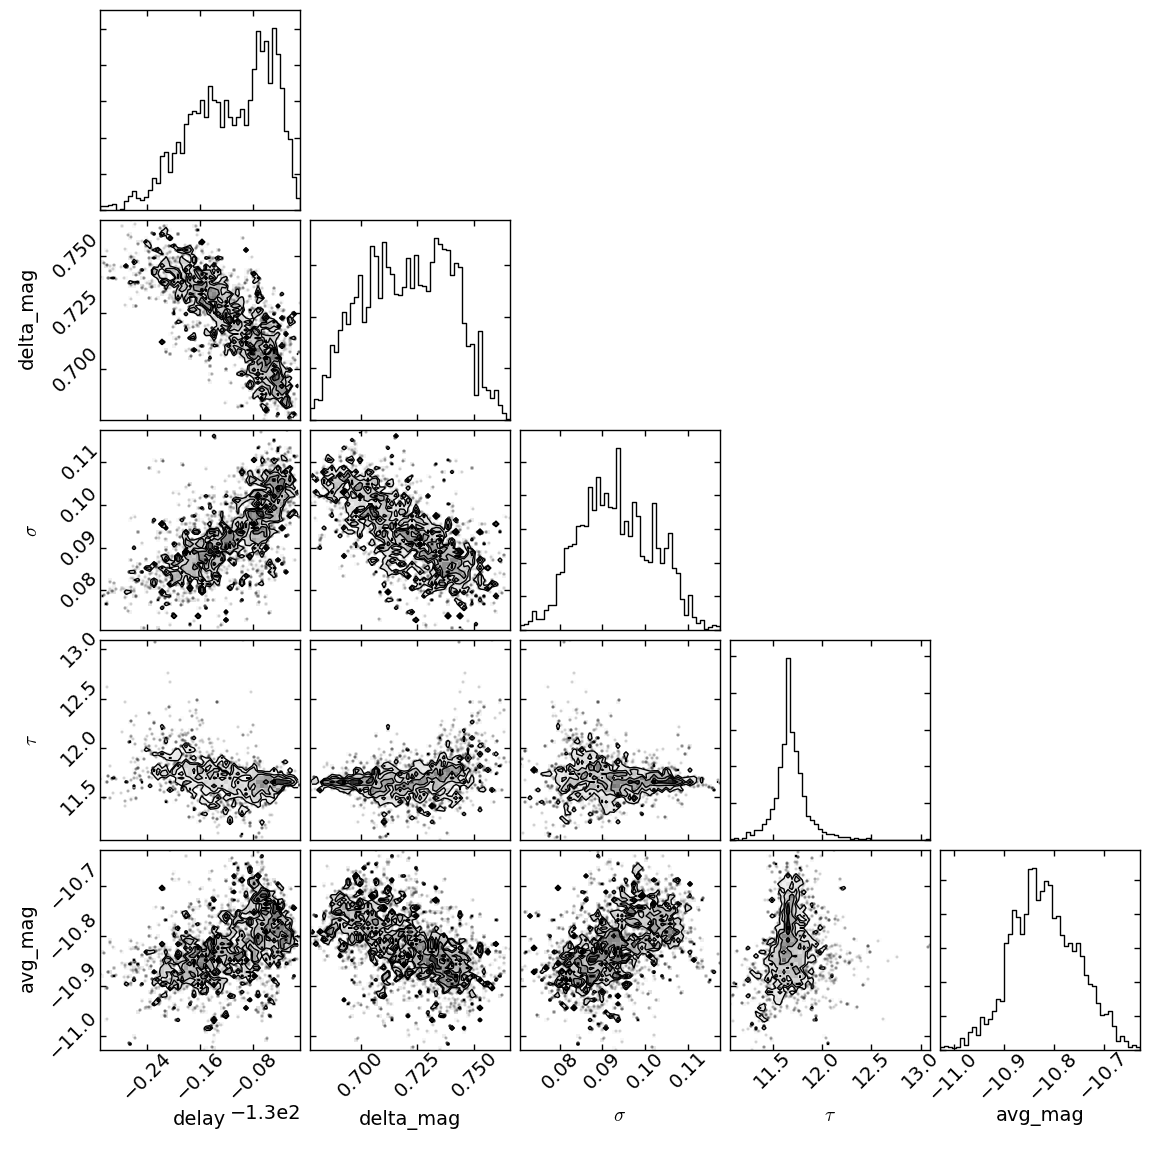 delta_mag
0.750
0.725
0.700
σ
0.11
0.10
0.09
0.08
τ
13.0
12.5
12.0
11.5
avg_mag
−10.7
−10.8
−10.9
−11.0
−0.24 −0.16 −0.08
0.700 0.725 0.750
0.08 0.09 0.10 0.11
11.5 12.0 12.5 13.0
−11.0 −10.9 −10.8 −10.7
−1.3e2
delay delta_mag σ τ avg_mag